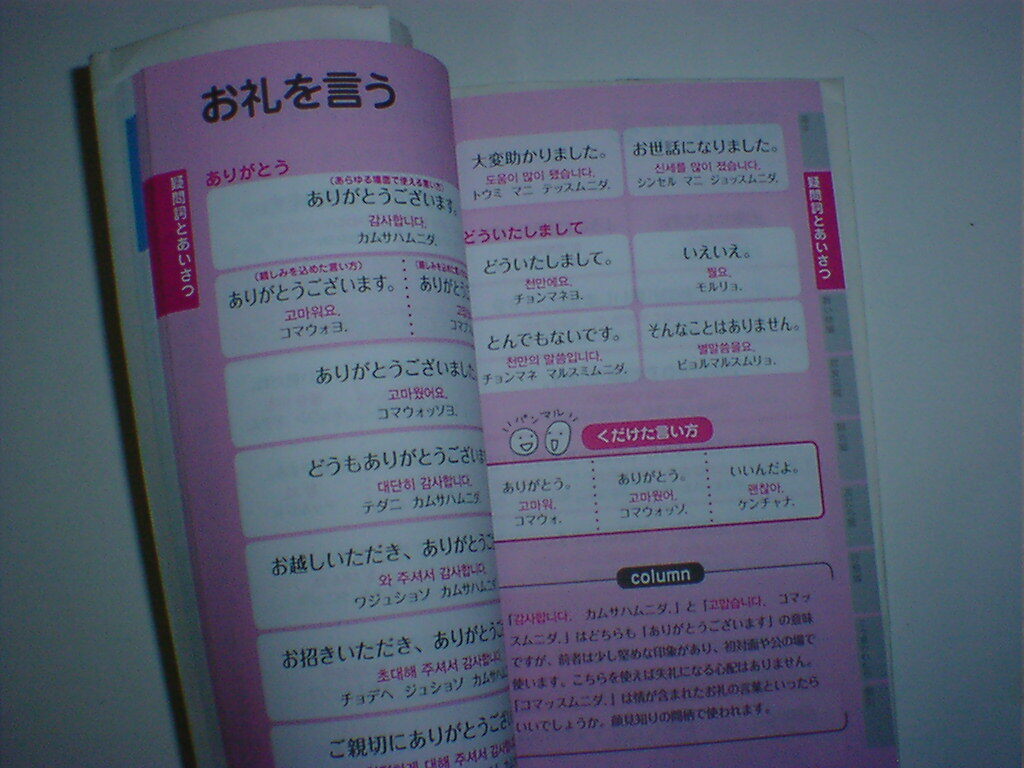 お礼を言う
疑問詞とあいさつ
ありがとう
(あらゆる場面で使える言い方)
ありがとうございます。
감사합니다.
カムサハムニダ.
(親しみを込めた言い方)
ありがとうございます。
고마워요.
コマウォヨ.
ありがとうございました
고마웠어요.
コマウォッソヨ.
どうもありがとうござい
대단히 감사합니다.
テダニ カムサハムニダ.
お越しいただき、ありがとうご
와 주셔서 감사합니다.
ワジュショソ カムサハムニダ
お招きいただき、ありがとうご
초대해 주셔서 감사합니다
チョデヘ ジュショソ カムサハム
ご親切にありがとうござ
대해 주셔서 감사
大変助かりました。
도움이 많이 됐습니다.
トウミ マニ テッスムニダ.
お世話になりました。
신세를 많이 졌습니다.
シンセル マニ ジョッスムニダ.
疑問詞とあいさつ
どういたしまして
どういたしまして。
천만에요.
チョンマネヨ.
いえいえ。
뭘요.
モルリョ.
とんでもないです。
천만의 말씀입니다.
チョンマネ マルスミムニダ.
そんなことはありません。
별말씀을요.
ピョルマルスムリョ.
パンマル
くだけた言い方
ありがとう。
고마워.
コマウォ.
ありがとう。
고마웠어.
コマウォッソ.
いいんだよ。
괜찮아.
ケンチャナ.
column
「감사합니다. カムサハムニダ.」と「고맙습니다. コマッ
スムニダ.」はどちらも「ありがとうございます」の意味
ですが、前者は少し堅めな印象があり、初対面や公の場で
使います。こちらを使えば失礼になる心配はありません。
「コマッスムニダ.」は情が含まれたお礼の言葉といったら
いいでしょうか。顔見知りの間柄で使われます。